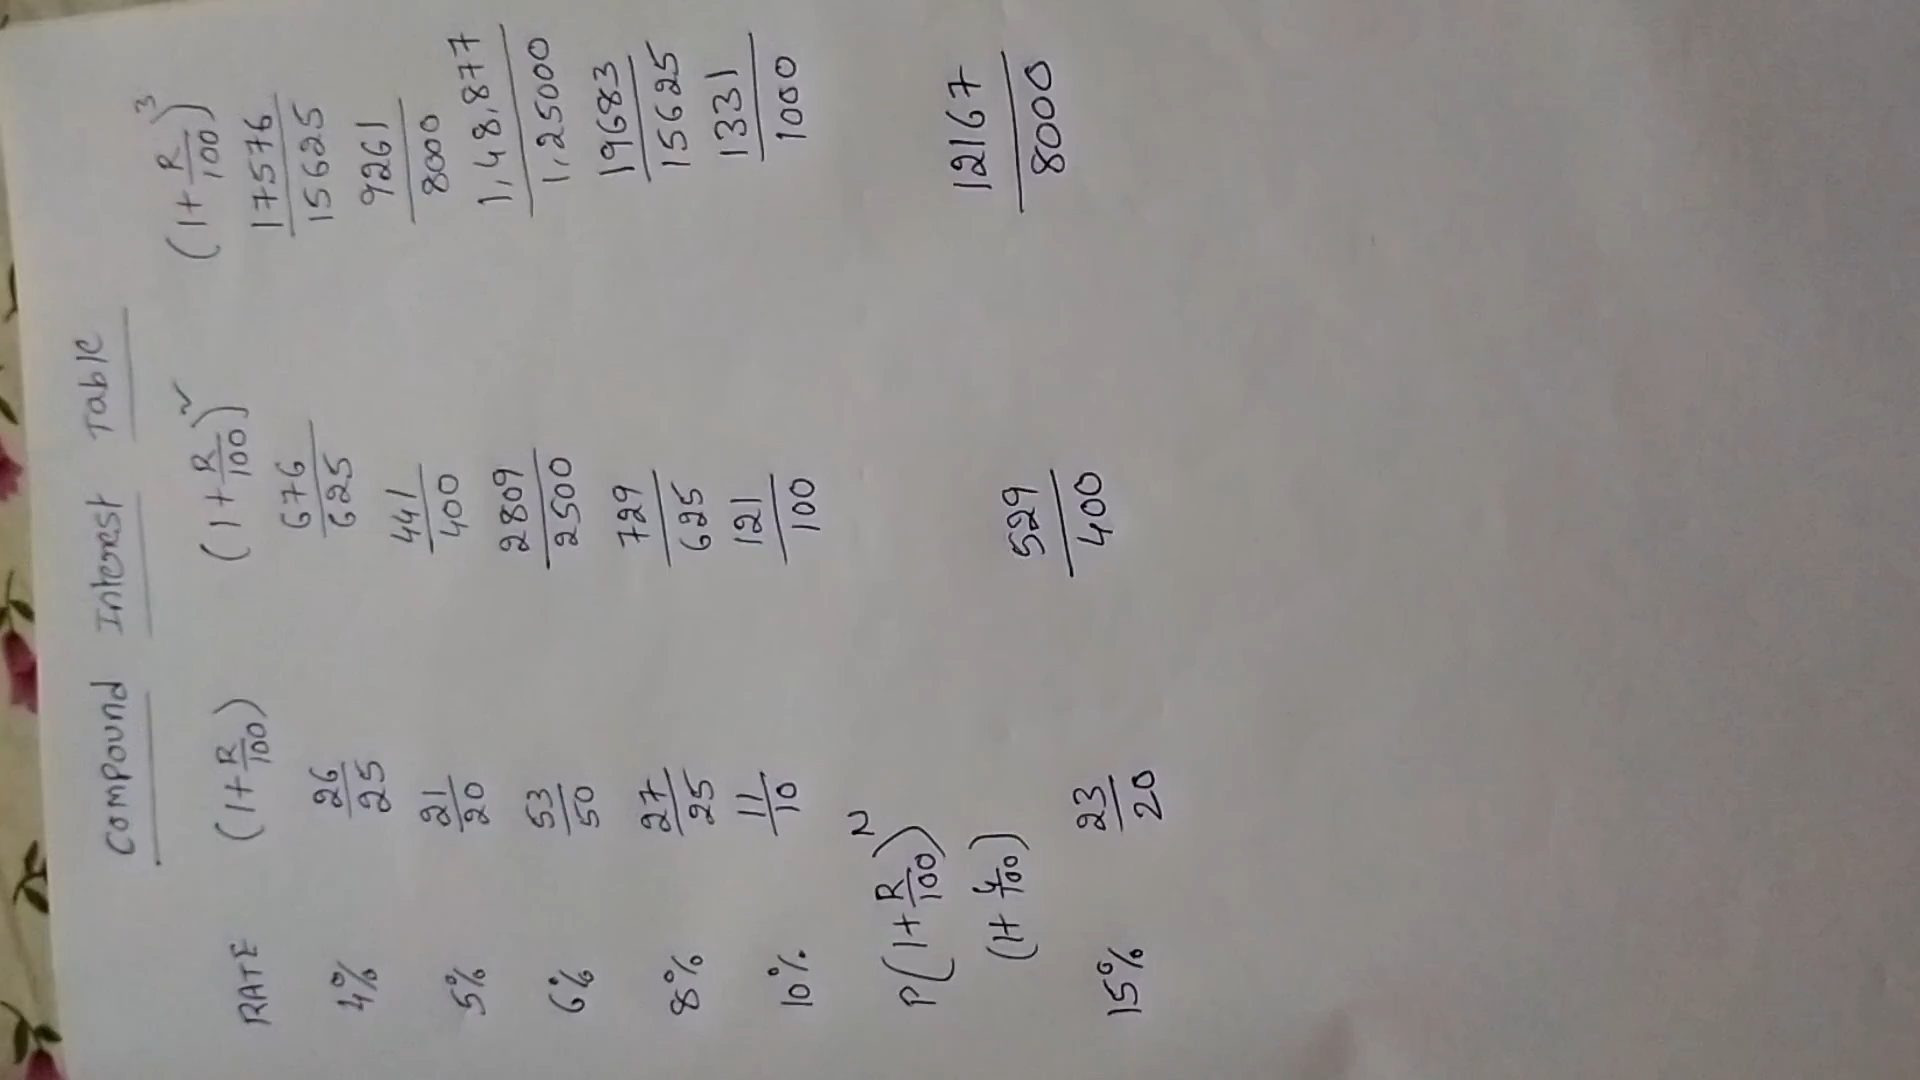 Compound Interest Table
RATE (1+R/100) (1+R/100)² (1+R/100)³
4% 26/25 676/625 17576/15625
5% 21/20 441/400 9261/8000
6% 53/50 2809/2500 1,48,877/1,25000
8% 27/25 729/625 19683/15625
10% 11/10 121/100 1331/1000
P(1+R/100)²
(1+4/100)
15% 23/20 529/400 12167/8000